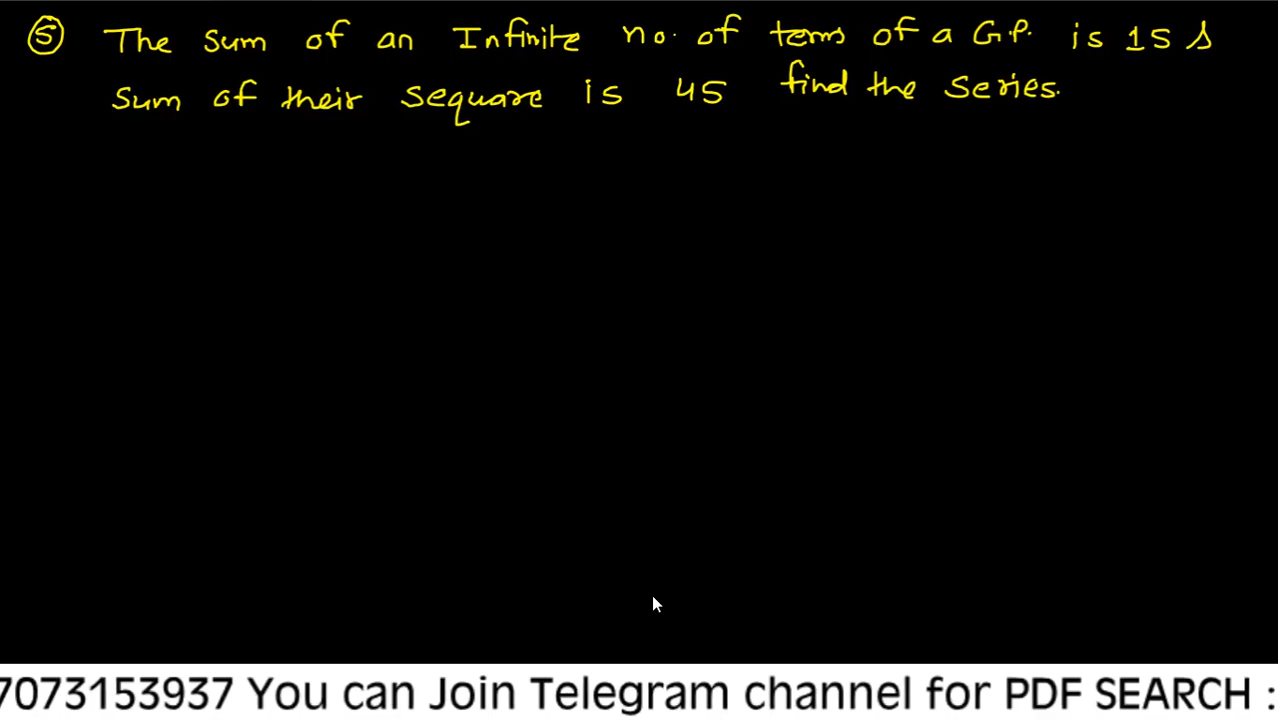 ⑤ The sum of an Infinite no. of terms of a G.P. is 15 &
sum of their sequare is 45 find the series.
7073153937 You can Join Telegram channel for PDF SEARCH :